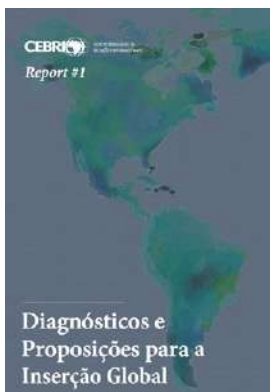 CEBRI
Report #1
Diagnósticos e
Proposições para a
Inserção Global